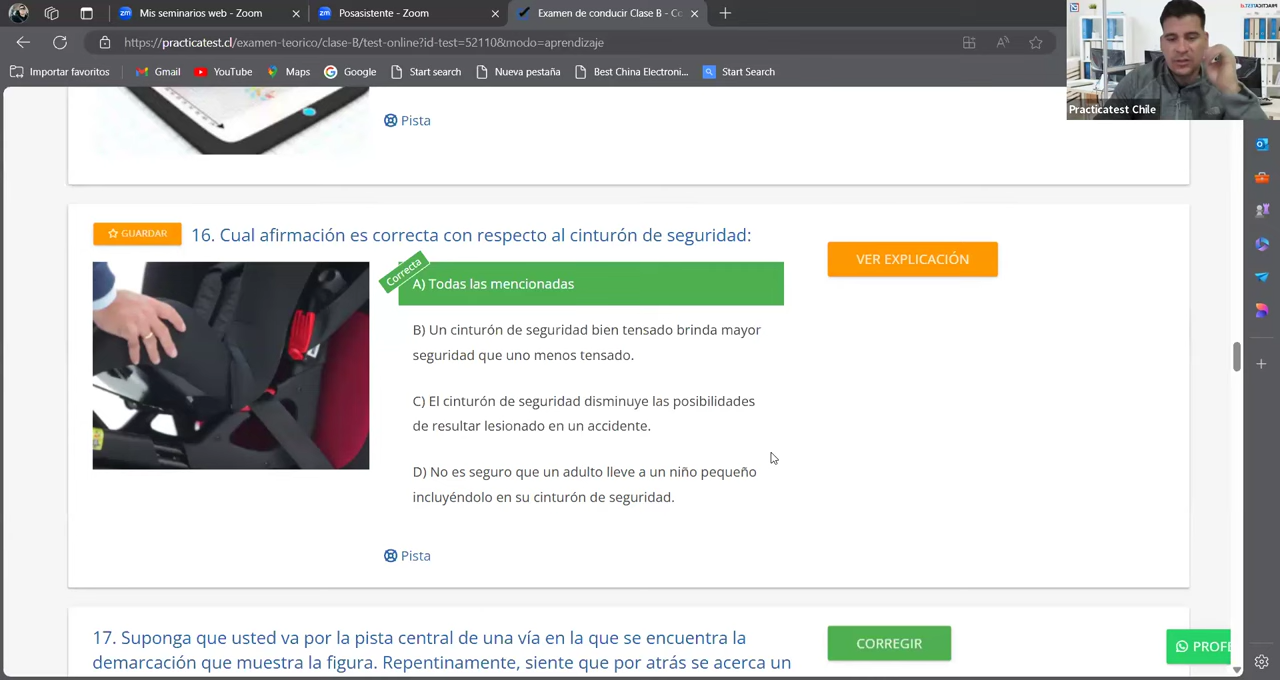 Mis seminarios web - Zoom
Posasistente - Zoom
Examen de conducir Clase B - Co
https://practicatest.cl/examen-teorico/clase-B/test-online?id-test=52110&modo=aprendizaje
Importar favoritos
Gmail
YouTube
Maps
Google
Start search
Nueva pestaña
Best China Electroni...
Start Search
Practicatest Chile
Pista
GUARDAR
16. Cual afirmación es correcta con respecto al cinturón de seguridad:
VER EXPLICACIÓN
Correcta
A) Todas las mencionadas
B) Un cinturón de seguridad bien tensado brinda mayor
seguridad que uno menos tensado.
C) El cinturón de seguridad disminuye las posibilidades
de resultar lesionado en un accidente.
D) No es seguro que un adulto lleve a un niño pequeño
incluyéndolo en su cinturón de seguridad.
Pista
17. Suponga que usted va por la pista central de una vía en la que se encuentra la
demarcación que muestra la figura. Repentinamente, siente que por atrás se acerca un
CORREGIR
PROFE